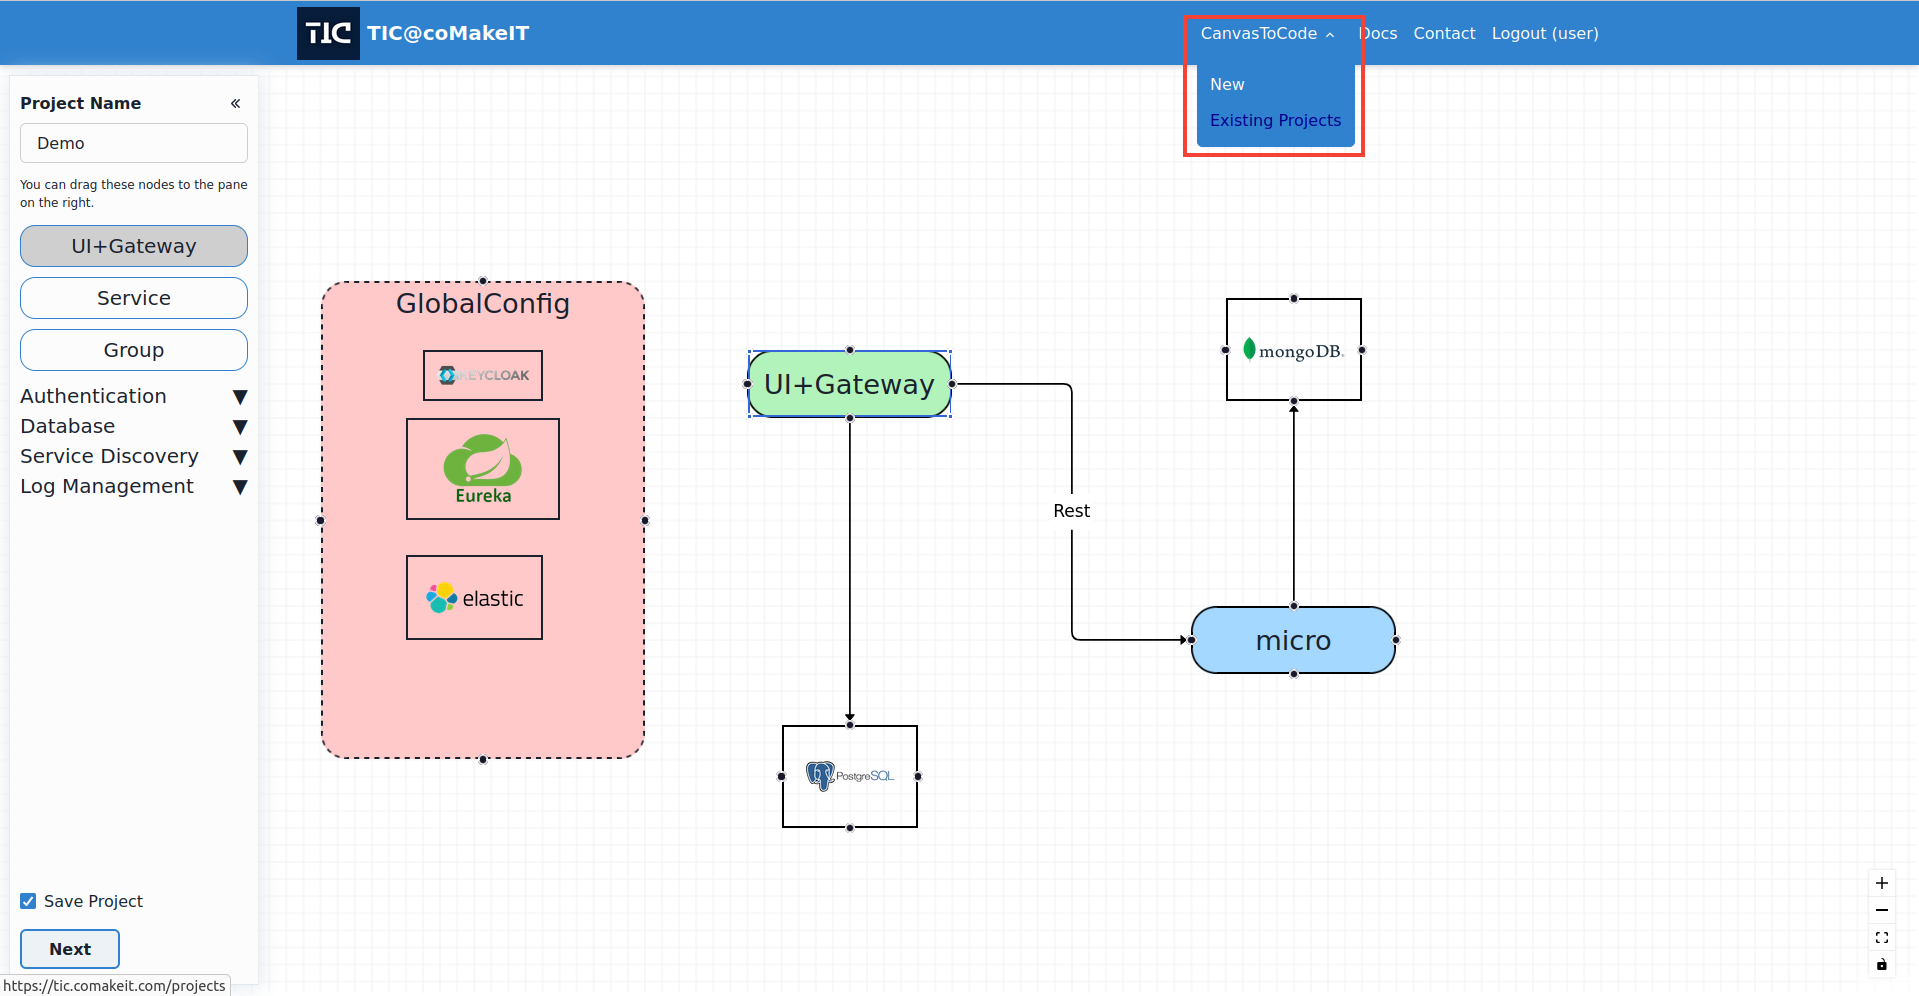 TIC
TIC@coMakeIT
CanvasToCode
Docs
Contact
Logout (user)
New
Existing Projects
Project Name
«
Demo
You can drag these nodes to the pane
on the right.
UI+Gateway
Service
Group
Authentication ▼
Database ▼
Service Discovery ▼
Log Management ▼
GlobalConfig
KEYCLOAK
Eureka
elastic
UI+Gateway
Rest
mongoDB
micro
PostgreSQL
Save Project
Next
https://tic.comakeit.com/projects